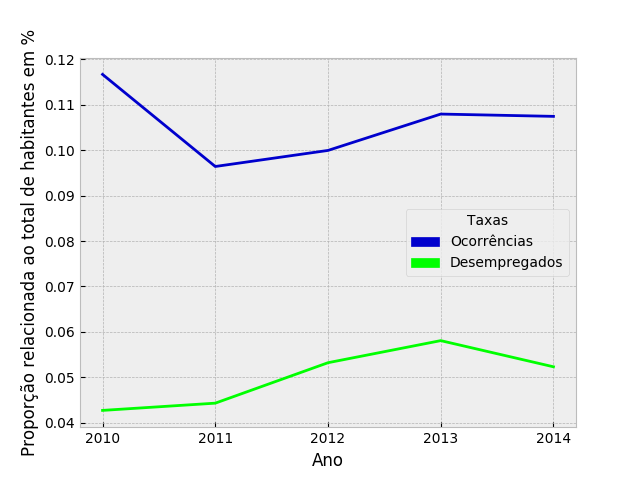 Proporção relacionada ao total de habitantes em %
0.12
0.11
0.10
0.09
0.08
0.07
0.06
0.05
0.04
Taxas
Ocorrências
Desempregados
2010 2011 2012 2013 2014
Ano